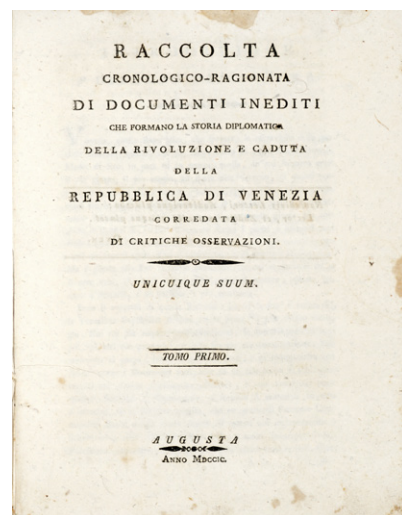 RACCOLTA
CRONOLOGICO-RAGIONATA
DI DOCUMENTI INEDITI
CHE FORMANO LA STORIA DIPLOMATICA
DELLA RIVOLUZIONE E CADUTA
DELLA
REPUBBLICA DI VENEZIA
CORREDATA
DI CRITICHE OSSERVAZIONI.
UNICUIQUE SUUM.
TOMO PRIMO.
AUGUSTA
ANNO MDCCIC.